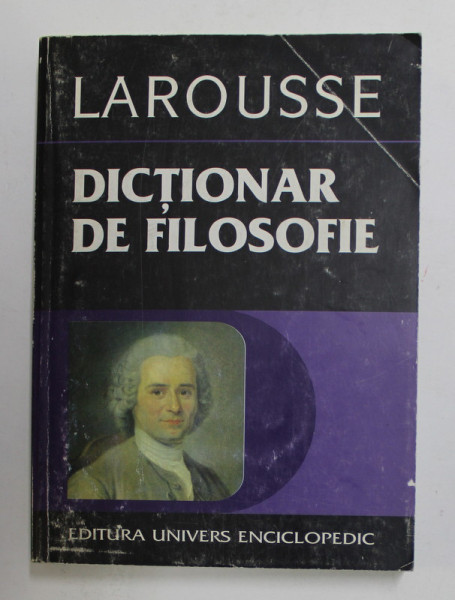 LAROUSSE
DICȚIONAR
DE FILOSOFIE
EDITURA UNIVERS ENCICLOPEDIC